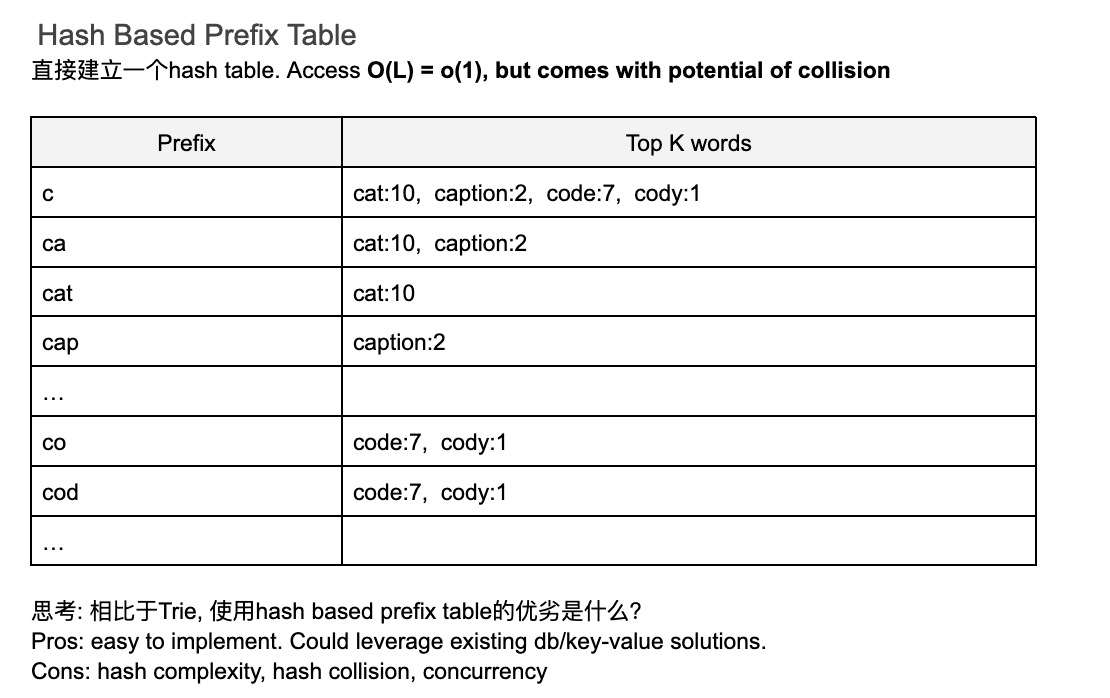 Hash Based Prefix Table
直接建立一个hash table. Access O(L) = o(1), but comes with potential of collision
Prefix Top K words
c cat:10, caption:2, code:7, cody:1
ca cat:10, caption:2
cat cat:10
cap caption:2
…
co code:7, cody:1
cod code:7, cody:1
…
思考: 相比于Trie, 使用hash based prefix table的优劣是什么?
Pros: easy to implement. Could leverage existing db/key-value solutions.
Cons: hash complexity, hash collision, concurrency